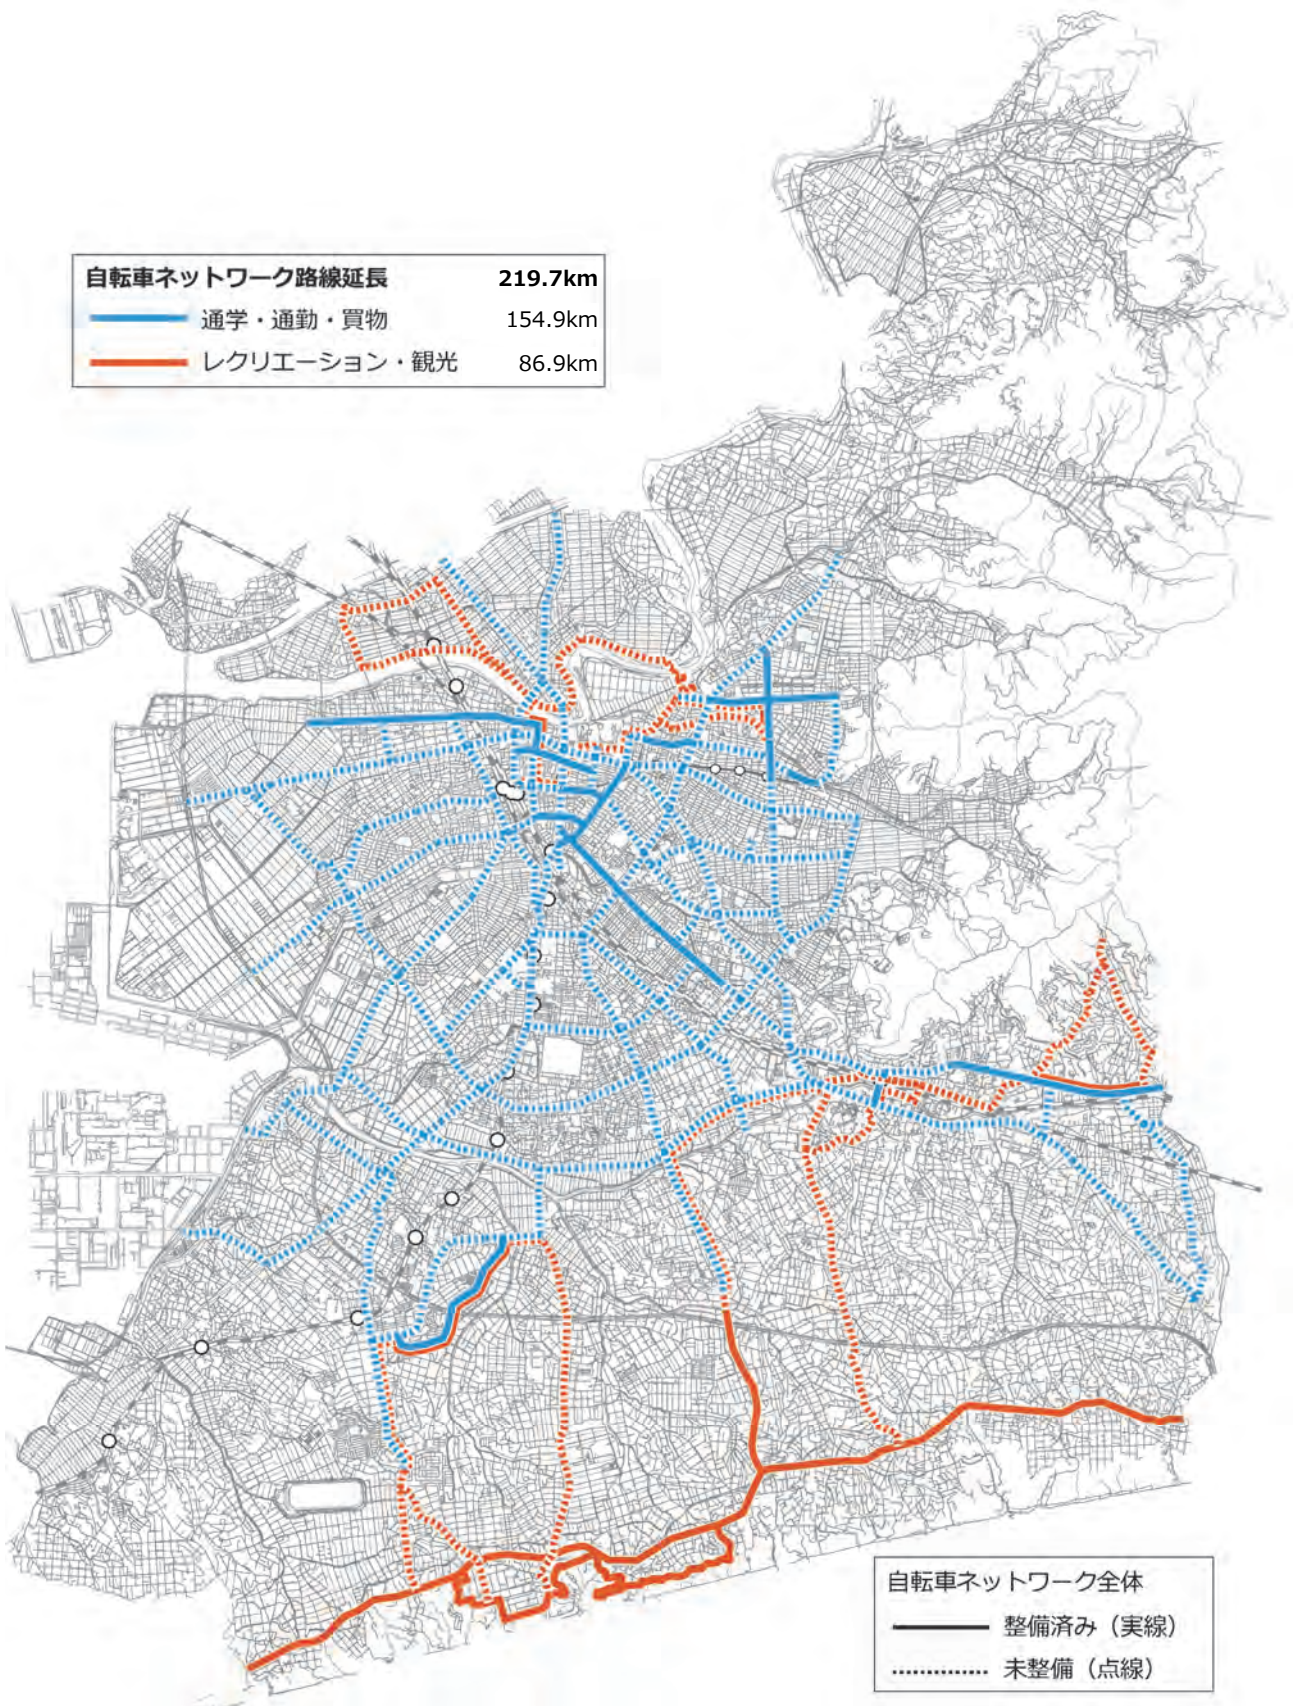 自転車ネットワーク路線延長 219.7km
通学・通勤・買物 154.9km
レクリエーション・観光 86.9km
自転車ネットワーク全体
整備済み（実線）
未整備（点線）